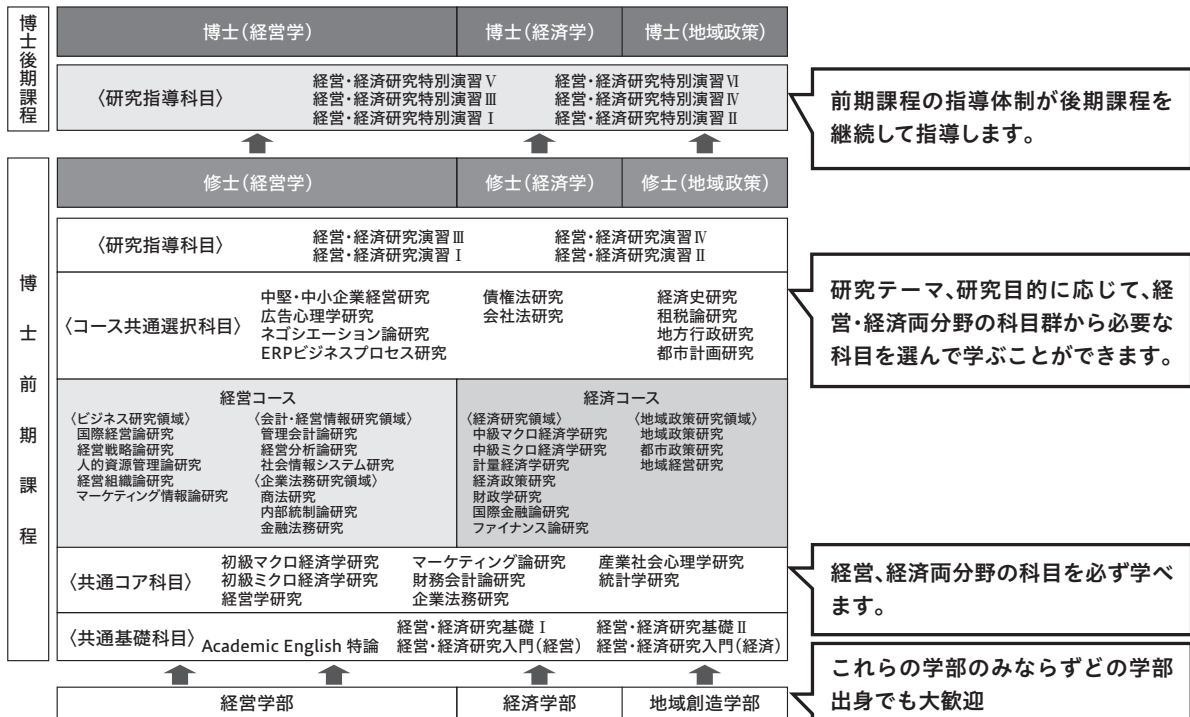 博士後期課程
博士（経営学）
博士（経済学）
博士（地域政策）
〈研究指導科目〉
経営・経済研究特別演習Ⅴ
経営・経済研究特別演習Ⅵ
経営・経済研究特別演習Ⅲ
経営・経済研究特別演習Ⅳ
経営・経済研究特別演習Ⅰ
経営・経済研究特別演習Ⅱ
前期課程の指導体制が後期課程を
継続して指導します。
博士前期課程
修士（経営学）
修士（経済学）
修士（地域政策）
〈研究指導科目〉
経営・経済研究演習Ⅲ
経営・経済研究演習Ⅳ
経営・経済研究演習Ⅰ
経営・経済研究演習Ⅱ
〈コース共通選択科目〉
中堅・中小企業経営研究
広告心理学研究
ネゴシエーション論研究
ERPビジネスプロセス研究
債権法研究
会社法研究
経済史研究
租税論研究
地方行政研究
都市計画研究
研究テーマ、研究目的に応じて、経
営・経済両分野の科目群から必要な
科目を選んで学ぶことができます。
経営コース
〈ビジネス研究領域〉
国際経営論研究
経営戦略論研究
人的資源管理論研究
経営組織論研究
マーケティング情報論研究
〈会計・経営情報研究領域〉
管理会計論研究
経営分析論研究
社会情報システム研究
〈企業法務研究領域〉
商法研究
内部統制論研究
金融法務研究
経済コース
〈経済研究領域〉
中級マクロ経済学研究
中級ミクロ経済学研究
計量経済学研究
経済政策研究
財政学研究
国際金融論研究
ファイナンス論研究
〈地域政策研究領域〉
地域政策研究
都市政策研究
地域経営研究
〈共通コア科目〉
初級マクロ経済学研究
初級ミクロ経済学研究
経営学研究
マーケティング論研究
財務会計論研究
企業法務研究
産業社会心理学研究
統計学研究
経営、経済両分野の科目を必ず学べ
ます。
〈共通基礎科目〉
Academic English 特論
経営・経済研究基礎Ⅰ
経営・経済研究入門（経営）
経営・経済研究基礎Ⅱ
経営・経済研究入門（経済）
これらの学部のみならずどの学部
出身でも大歓迎
経営学部
経済学部
地域創造学部